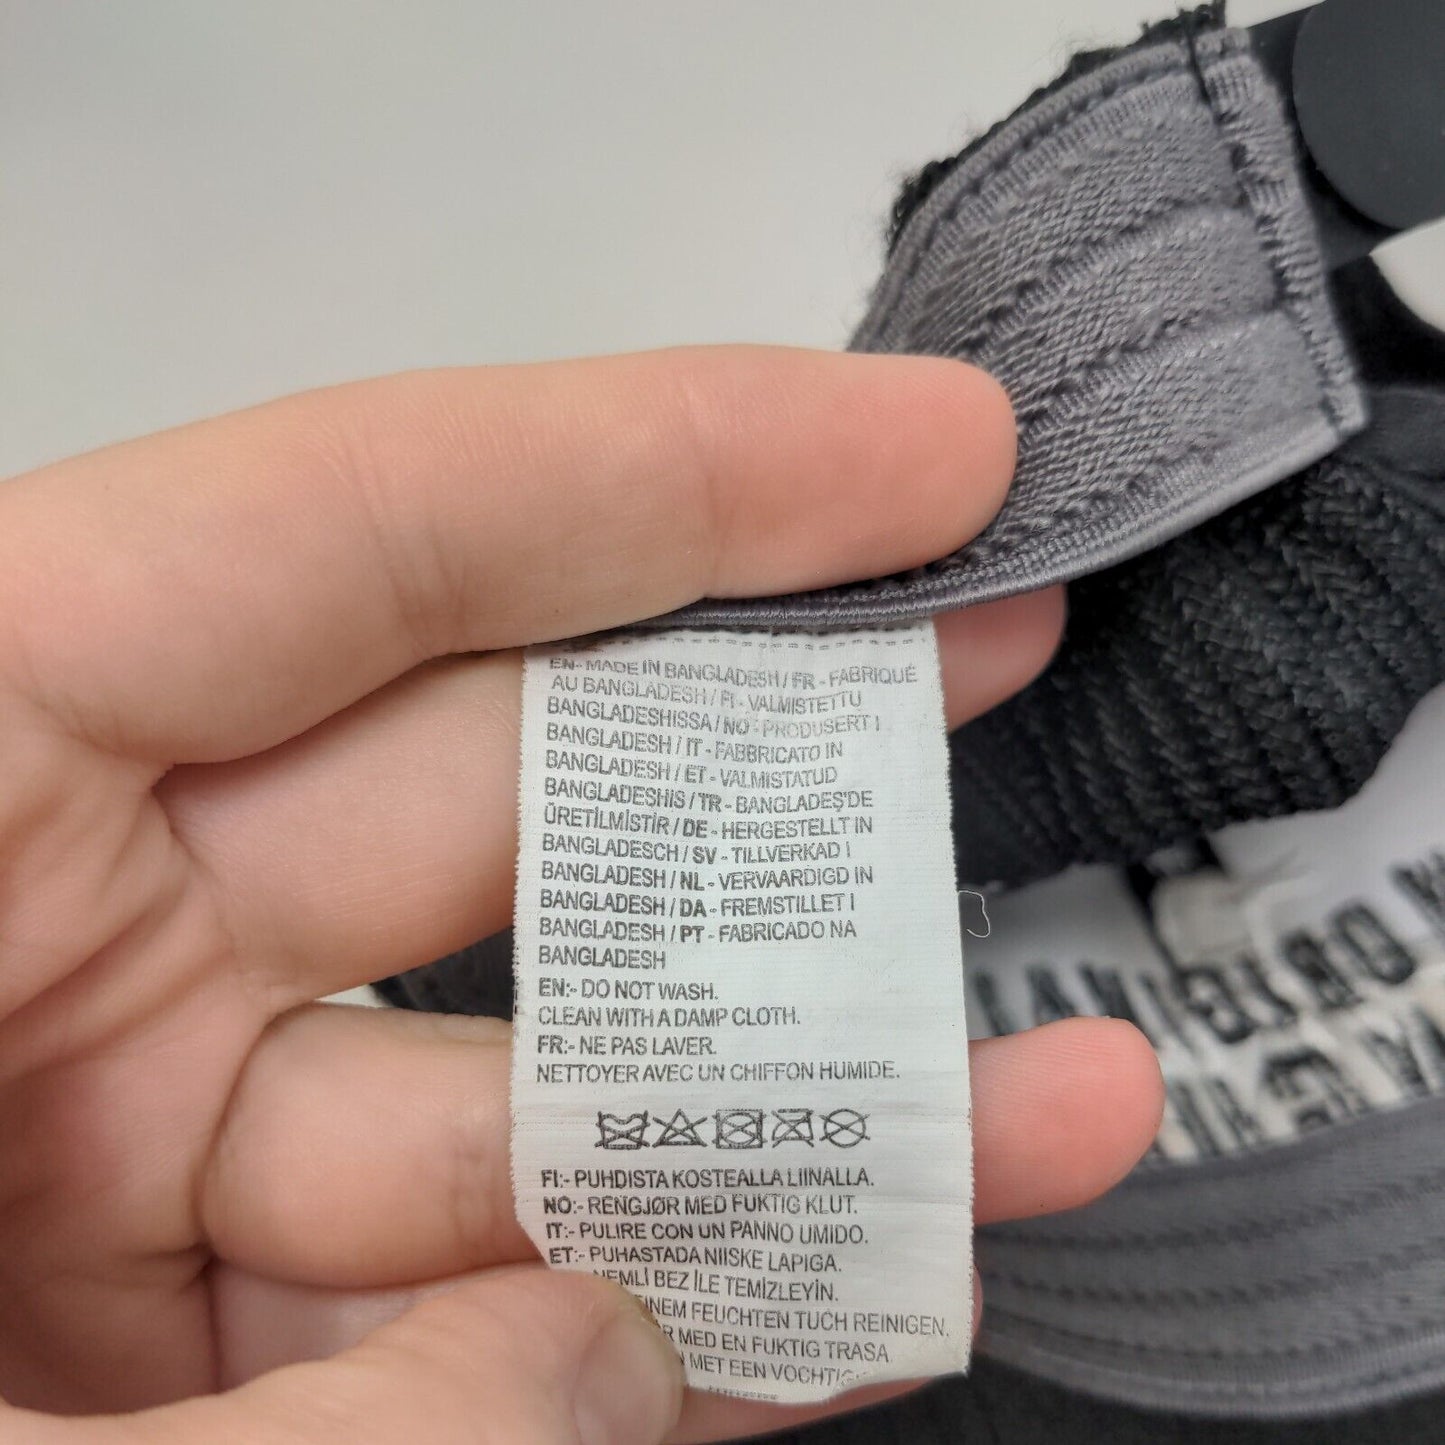 EN- MADE IN BANGLADESH / FR - FABRIQUÉ
AU BANGLADESH / FI - VALMISTETTU
BANGLADESHISSA / NO - PRODUSERT I
BANGLADESH / IT - FABBRICATO IN
BANGLADESH / ET - VALMISTATUD
BANGLADESHIS / TR - BANGLADEŞ'DE
ÜRETİLMİSTİR / DE - HERGESTELLT IN
BANGLADESCH / SV - TILLVERKAD I
BANGLADESH / NL - VERVAARDIGD IN
BANGLADESH / DA - FREMSTILLET I
BANGLADESH / PT - FABRICADO NA
BANGLADESH
EN:- DO NOT WASH.
CLEAN WITH A DAMP CLOTH.
FR:- NE PAS LAVER.
NETTOYER AVEC UN CHIFFON HUMIDE.
FI:- PUHDISTA KOSTEALLA LIINALLA.
NO:- RENGJØR MED FUKTIG KLUT.
IT:- PULIRE CON UN PANNO UMIDO.
ET:- PUHASTADA NIISKE LAPIGA.
NEMLİ BEZ İLE TEMİZLEYİN.
INEM FEUCHTEN TUCH REINIGEN.
R MED EN FUKTIG TRASA
N MET EEN VOCHTIG